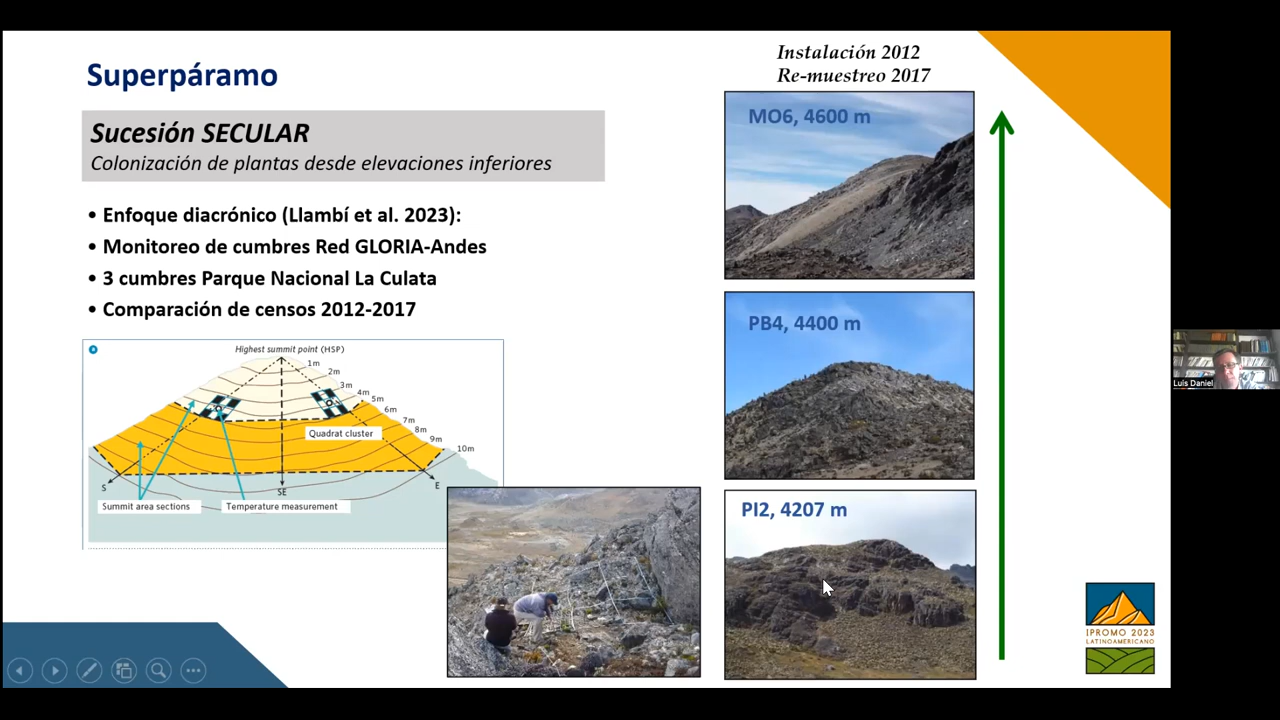 Superpáramo
Sucesión SECULAR
Colonización de plantas desde elevaciones inferiores
• Enfoque diacrónico (Llambí et al. 2023):
• Monitoreo de cumbres Red GLORIA-Andes
• 3 cumbres Parque Nacional La Culata
• Comparación de censos 2012-2017
Highest summit point (HSP)
1m
2m
3m
4m
5m
6m
7m
8m
9m
10m
Quadrat cluster
S
SE
E
Summit area sections
Temperature measurement
Instalación 2012
Re-muestreo 2017
MO6, 4600 m
PB4, 4400 m
PI2, 4207 m
IPROMO 2023
LATINOAMERICANO
Luis Daniel